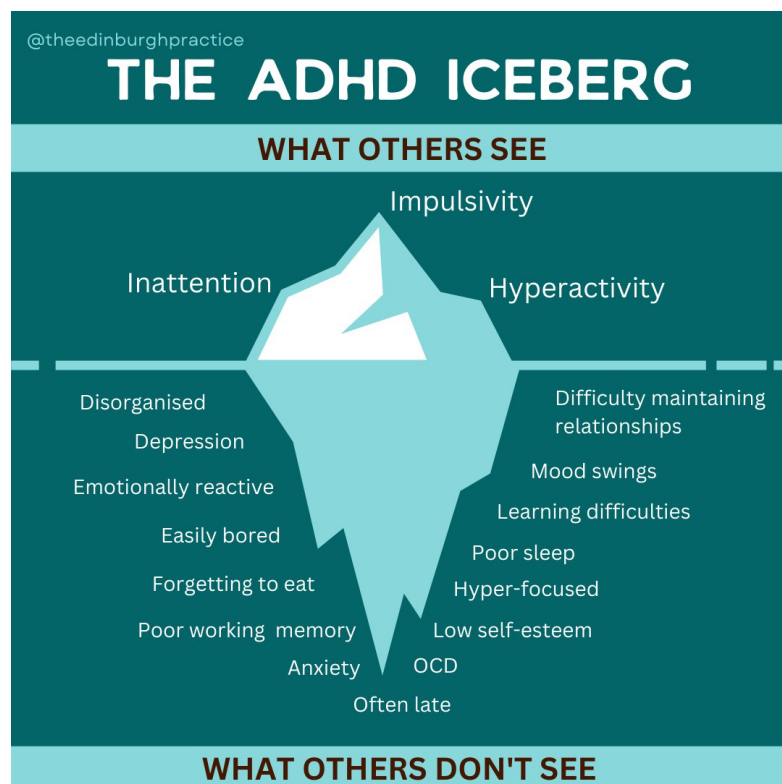 @theedinburghpractice
THE ADHD ICEBERG
WHAT OTHERS SEE
Impulsivity
Inattention
Hyperactivity
Disorganised
Depression
Emotionally reactive
Easily bored
Forgetting to eat
Poor working memory
Anxiety
Often late
Difficulty maintaining
relationships
Mood swings
Learning difficulties
Poor sleep
Hyper-focused
Low self-esteem
OCD
WHAT OTHERS DON'T SEE